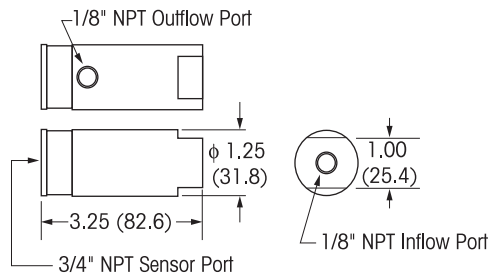 1/8" NPT Outflow Port
ϕ 1.25
(31.8)
1.00
(25.4)
3.25 (82.6)
1/8" NPT Inflow Port
3/4" NPT Sensor Port